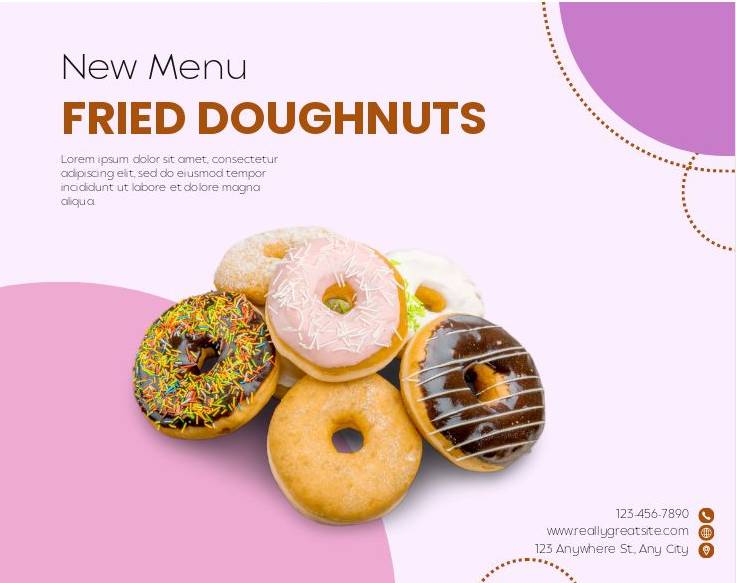 New Menu
FRIED DOUGHNUTS
Lorem ipsum dolor sit amet, consectetur
adipiscing elit, sed do eiusmod tempor
incididunt ut labore et dolore magna
aliqua.
123-456-7890
www.reallygreatsite.com
123 Anywhere St., Any City